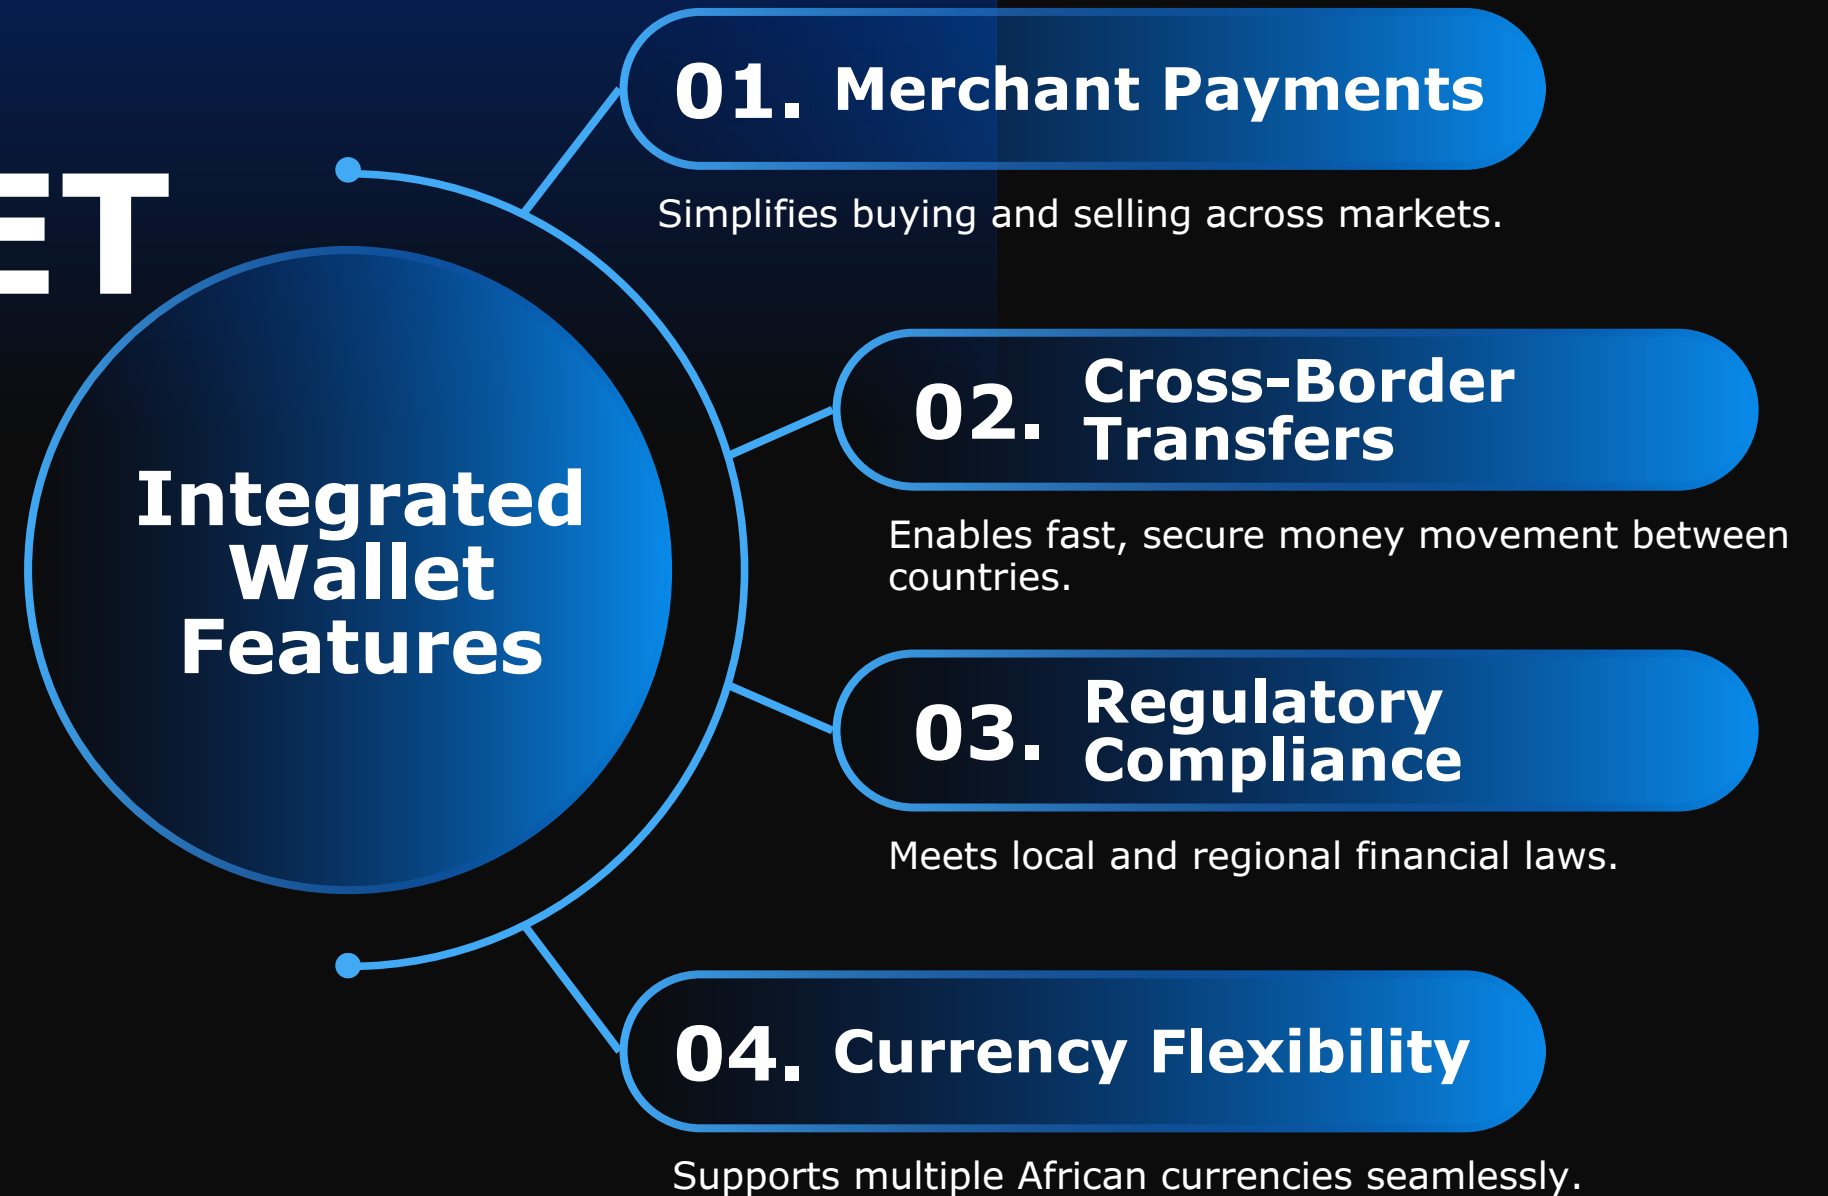 ET
01. Merchant Payments
Simplifies buying and selling across markets.
Integrated
Wallet
Features
02. Cross-Border
Transfers
Enables fast, secure money movement between
countries.
03. Regulatory
Compliance
Meets local and regional financial laws.
04. Currency Flexibility
Supports multiple African currencies seamlessly.